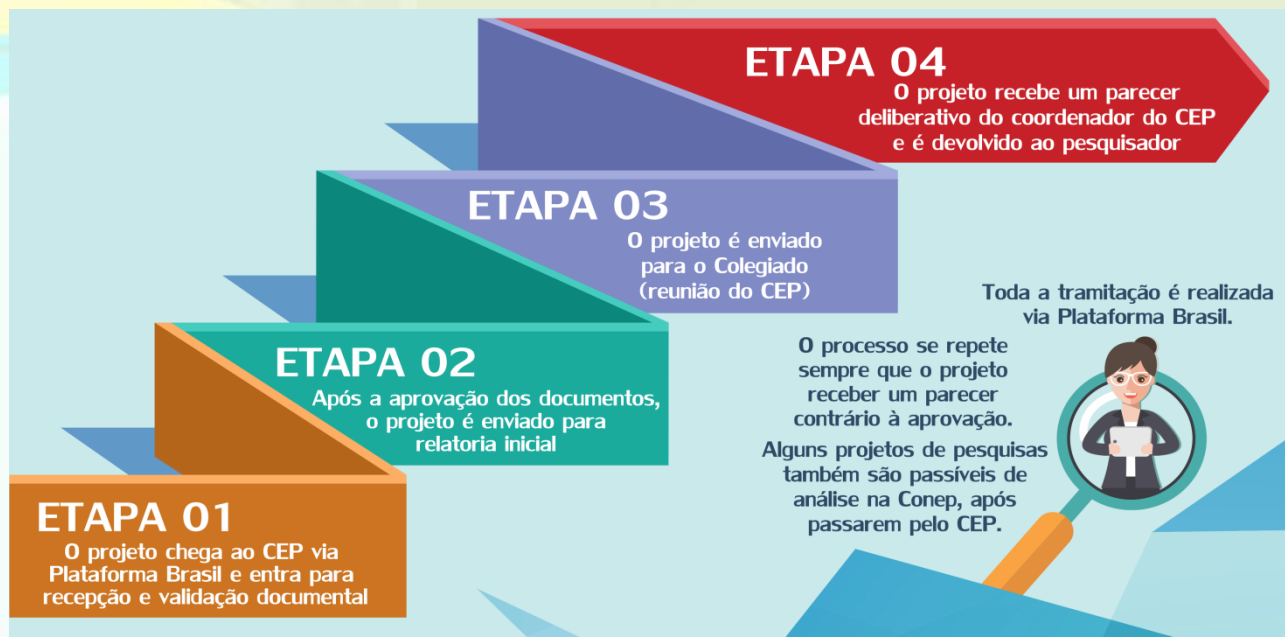 ETAPA 04
O projeto recebe um parecer
deliberativo do coordenador do CEP
e é devolvido ao pesquisador
ETAPA 03
O projeto é enviado
para o Colegiado
(reunião do CEP)
ETAPA 02
Após a aprovação dos documentos,
o projeto é enviado para
relatoria inicial
ETAPA 01
O projeto chega ao CEP via
Plataforma Brasil e entra para
recepção e validação documental
Toda a tramitação é realizada
via Plataforma Brasil.
O processo se repete
sempre que o projeto
receber um parecer
contrário à aprovação.
Alguns projetos de pesquisas
também são passíveis de
análise na Conep, após
passarem pelo CEP.